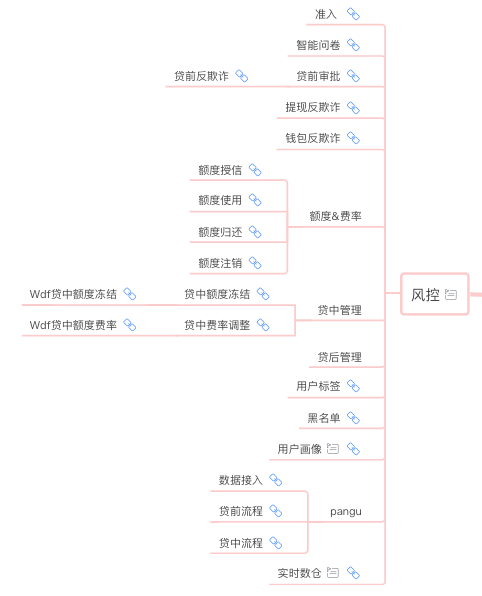 准入
智能问卷
贷前审批
贷前反欺诈
提现反欺诈
钱包反欺诈
额度授信
额度使用
额度&费率
额度归还
额度注销
Wdf贷中额度冻结
贷中额度冻结
风控
贷中管理
Wdf贷中额度费率
贷中费率调整
贷后管理
用户标签
黑名单
用户画像
数据接入
贷前流程
pangu
贷中流程
实时数仓